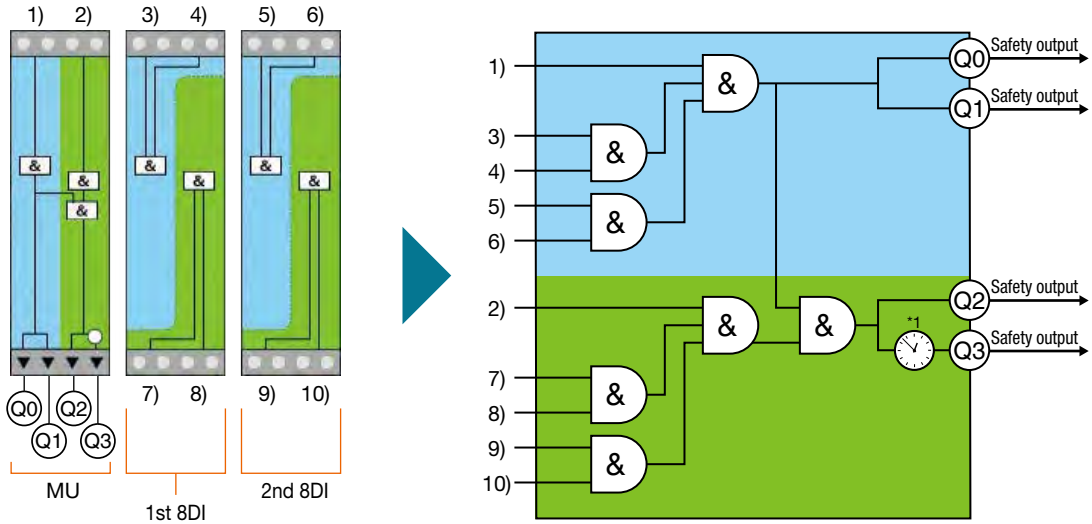 1) 2) 3) 4) 5) 6)
& & &
& &
&
Q0 Q2
Q1 Q3
7) 8) 9) 10)
MU
1st 8DI
2nd 8DI
1)
&
3)
4)
&
5)
6)
&
Q0 Safety output
Q1 Safety output
2)
&
&
7)
8)
&
9)
10)
&
Q2 Safety output
*1
Q3 Safety output